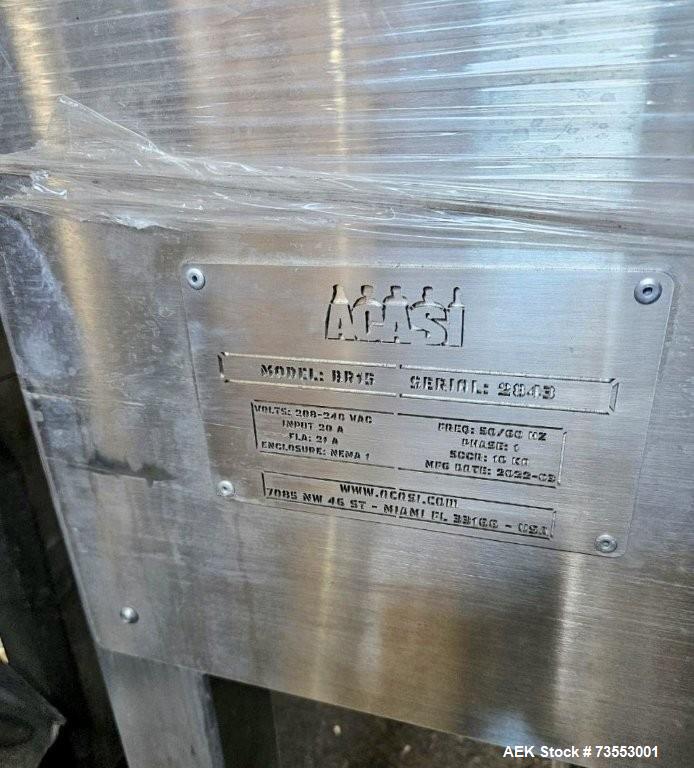 ACASI
MODEL: BR15 SERIAL: 2843
VOLTS: 208-240 VAC
INPUT 20 A
FLA: 21 A
ENCLOSURE: NEMA 1
FREQ: 50/60 HZ
PHASE: 1
SCCR: 10 KA
MFG DATE: 2022-03
www.acasi.com
7085 NW 46 ST - MIAMI FL 33166 - USA
AEK Stock # 73553001